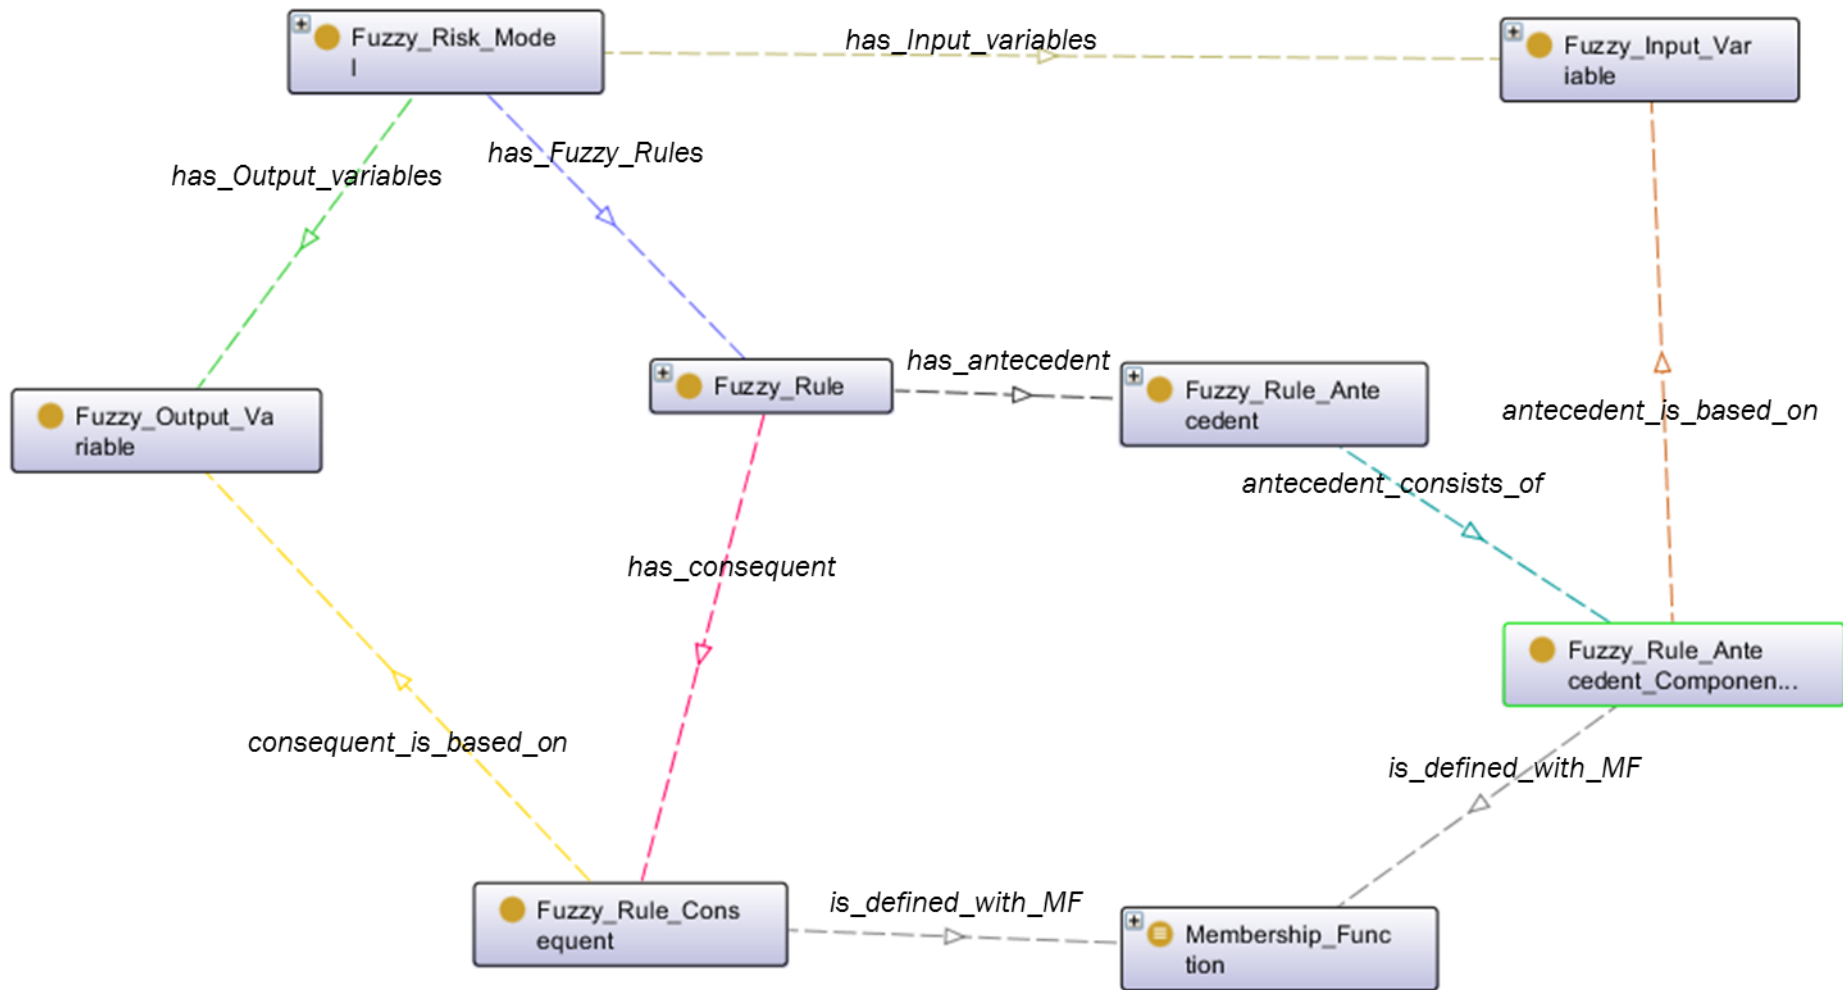 Fuzzy_Risk_Mode
l
has_Input_variables
Fuzzy_Input_Var
iable
has_Output_variables
has_Fuzzy_Rules
Fuzzy_Output_Va
riable
Fuzzy_Rule
has_antecedent
Fuzzy_Rule_Ante
cedent
antecedent_is_based_on
antecedent_consists_of
has_consequent
Fuzzy_Rule_Ante
cedent_Componen...
consequent_is_based_on
is_defined_with_MF
Fuzzy_Rule_Cons
equent
is_defined_with_MF
Membership_Func
tion